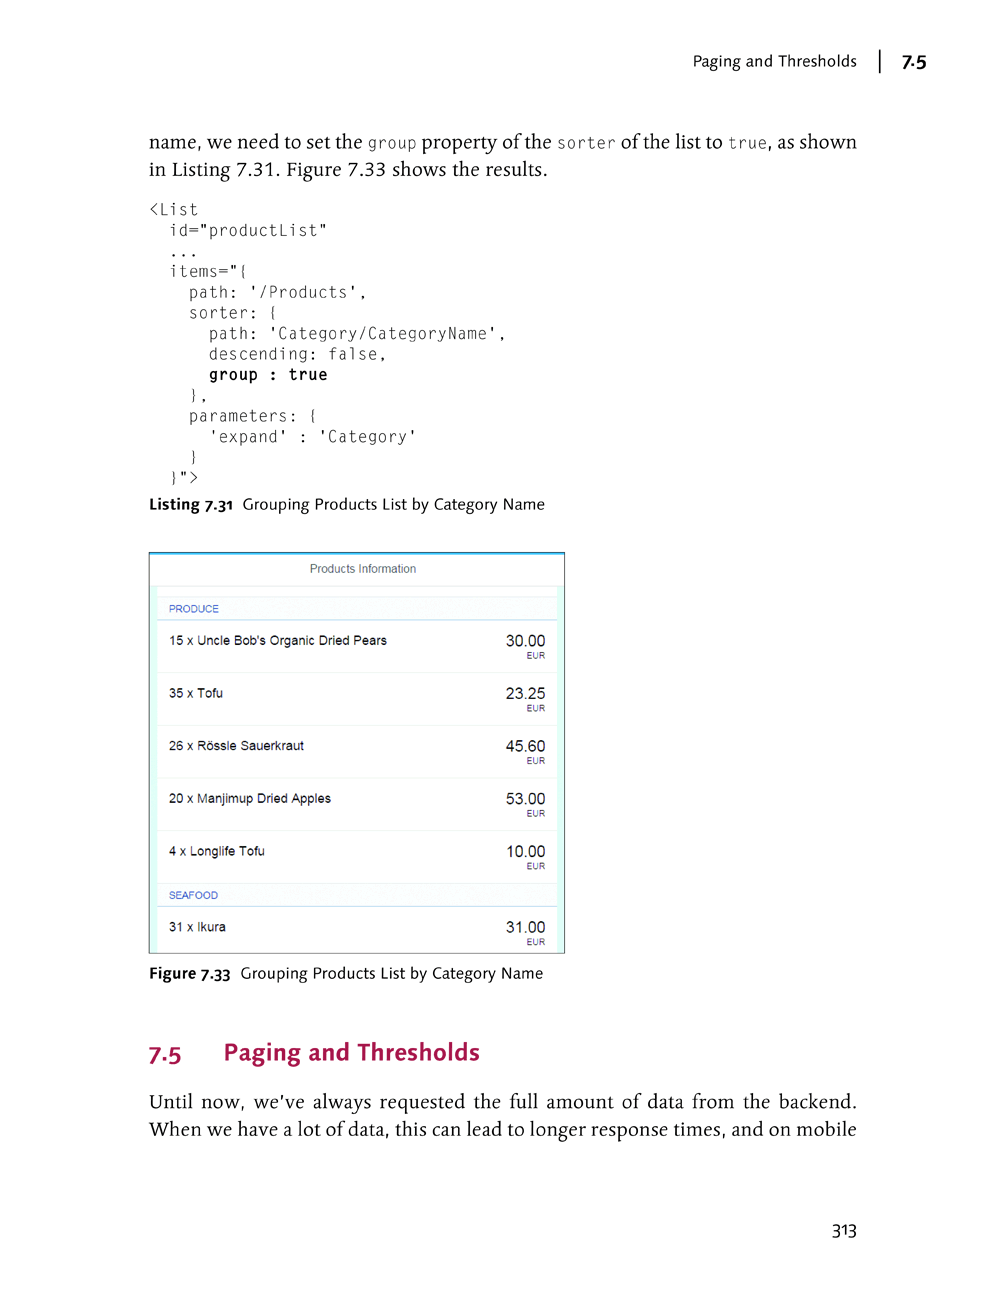 Paging and Thresholds | 7.5
name, we need to set the group property of the sorter of the list to true, as shown
in Listing 7.31. Figure 7.33 shows the results.
<List
  id="productList"
  ...
  items="{
    path: '/Products',
    sorter: {
      path: 'Category/CategoryName',
      descending: false,
      group : true
    },
    parameters: {
      'expand' : 'Category'
    }
  }">
Listing 7.31 Grouping Products List by Category Name
Products Information
PRODUCE
15 x Uncle Bob's Organic Dried Pears 30.00
EUR
35 x Tofu 23.25
EUR
26 x Rössle Sauerkraut 45.60
EUR
20 x Manjimup Dried Apples 53.00
EUR
4 x Longlife Tofu 10.00
EUR
SEAFOOD
31 x Ikura 31.00
EUR
Figure 7.33 Grouping Products List by Category Name
7.5 Paging and Thresholds
Until now, we've always requested the full amount of data from the backend.
When we have a lot of data, this can lead to longer response times, and on mobile
313